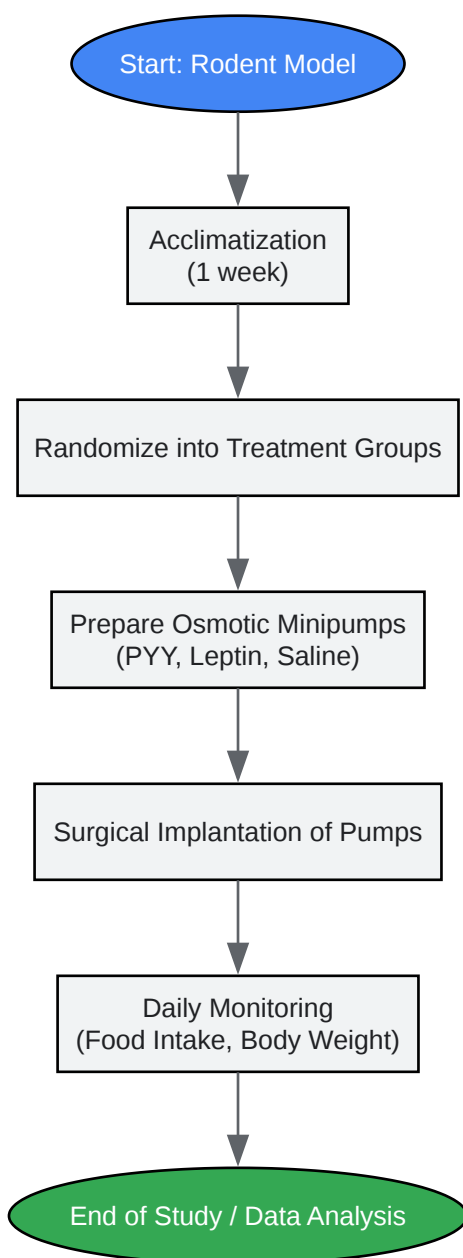 Start: Rodent Model
Acclimatization
(1 week)
Randomize into Treatment Groups
Prepare Osmotic Minipumps
(PYY, Leptin, Saline)
Surgical Implantation of Pumps
Daily Monitoring
(Food Intake, Body Weight)
End of Study / Data Analysis